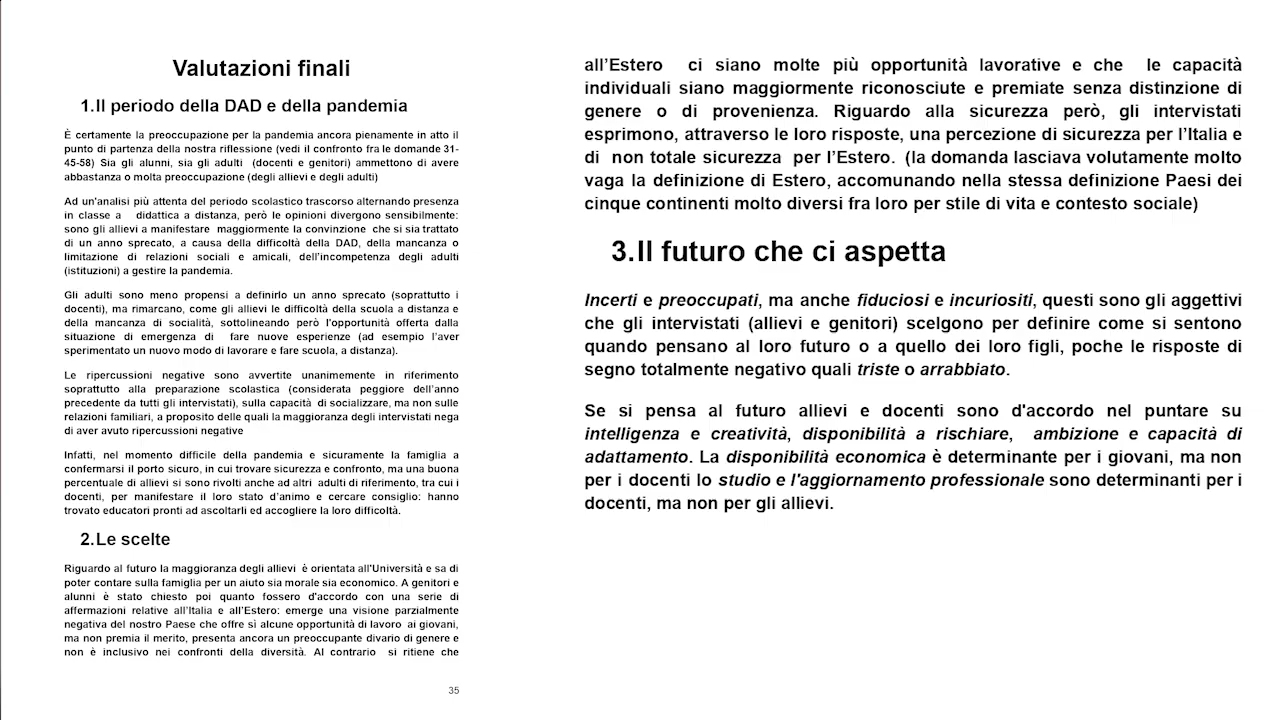 Valutazioni finali
1.Il periodo della DAD e della pandemia
È certamente la preoccupazione per la pandemia ancora pienamente in atto il
punto di partenza della nostra riflessione (vedi il confronto fra le domande 31-
45-58) Sia gli alunni, sia gli adulti (docenti e genitori) ammettono di avere
abbastanza o molta preoccupazione (degli allievi e degli adulti)
Ad un'analisi più attenta del periodo scolastico trascorso alternando presenza
in classe a didattica a distanza, però le opinioni divergono sensibilmente:
sono gli allievi a manifestare maggiormente la convinzione che si sia trattato
di un anno sprecato, a causa della difficoltà della DAD, della mancanza o
limitazione di relazioni sociali e amicali, dell'incompetenza degli adulti
(istituzioni) a gestire la pandemia.
Gli adulti sono meno propensi a definirlo un anno sprecato (soprattutto i
docenti), ma rimarcano, come gli allievi le difficoltà della scuola a distanza e
della mancanza di socialità, sottolineando però l'opportunità offerta dalla
situazione di emergenza di fare nuove esperienze (ad esempio l'aver
sperimentato un nuovo modo di lavorare e fare scuola, a distanza).
Le ripercussioni negative sono avvertite unanimemente in riferimento
soprattutto alla preparazione scolastica (considerata peggiore dell'anno
precedente da tutti gli intervistati), sulla capacità di socializzare, ma non sulle
relazioni familiari, a proposito delle quali la maggioranza degli intervistati nega
di aver avuto ripercussioni negative
Infatti, nel momento difficile della pandemia e sicuramente la famiglia a
confermarsi il porto sicuro, in cui trovare sicurezza e confronto, ma una buona
percentuale di allievi si sono rivolti anche ad altri adulti di riferimento, tra cui i
docenti, per manifestare il loro stato d'animo e cercare consiglio: hanno
trovato educatori pronti ad ascoltarli ed accogliere la loro difficoltà.
2.Le scelte
Riguardo al futuro la maggioranza degli allievi è orientata all'Università e sa di
poter contare sulla famiglia per un aiuto sia morale sia economico. A genitori e
alunni è stato chiesto poi quanto fossero d'accordo con una serie di
affermazioni relative all'Italia e all'Estero: emerge una visione parzialmente
negativa del nostro Paese che offre sì alcune opportunità di lavoro ai giovani,
ma non premia il merito, presenta ancora un preoccupante divario di genere e
non è inclusivo nei confronti della diversità. Al contrario si ritiene che
35
all'Estero ci siano molte più opportunità lavorative e che le capacità
individuali siano maggiormente riconosciute e premiate senza distinzione di
genere o di provenienza. Riguardo alla sicurezza però, gli intervistati
esprimono, attraverso le loro risposte, una percezione di sicurezza per l'Italia e
di non totale sicurezza per l'Estero. (la domanda lasciava volutamente molto
vaga la definizione di Estero, accomunando nella stessa definizione Paesi dei
cinque continenti molto diversi fra loro per stile di vita e contesto sociale)
3.Il futuro che ci aspetta
Incerti e preoccupati, ma anche fiduciosi e incuriositi, questi sono gli aggettivi
che gli intervistati (allievi e genitori) scelgono per definire come si sentono
quando pensano al loro futuro o a quello dei loro figli, poche le risposte di
segno totalmente negativo quali triste o arrabbiato.
Se si pensa al futuro allievi e docenti sono d'accordo nel puntare su
intelligenza e creatività, disponibilità a rischiare, ambizione e capacità di
adattamento. La disponibilità economica è determinante per i giovani, ma non
per i docenti lo studio e l'aggiornamento professionale sono determinanti per i
docenti, ma non per gli allievi.